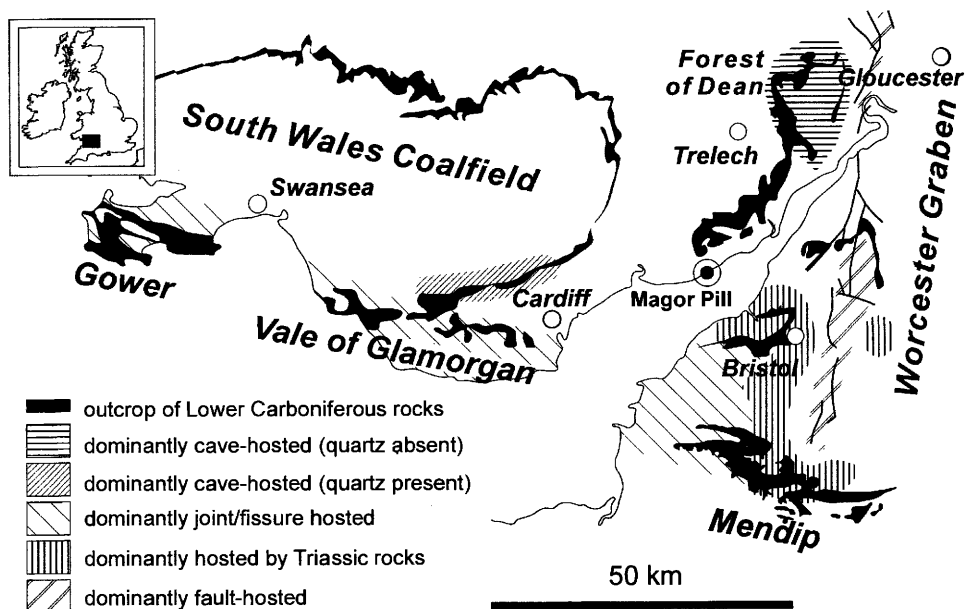 Forest
of Dean
Gloucester
South Wales Coalfield
Trelech
Swansea
Worcester Graben
Gower
Cardiff
Magor Pill
Vale of Glamorgan
Bristol
outcrop of Lower Carboniferous rocks
dominantly cave-hosted (quartz absent)
dominantly cave-hosted (quartz present)
dominantly joint/fissure hosted
dominantly hosted by Triassic rocks
dominantly fault-hosted
Mendip
50 km